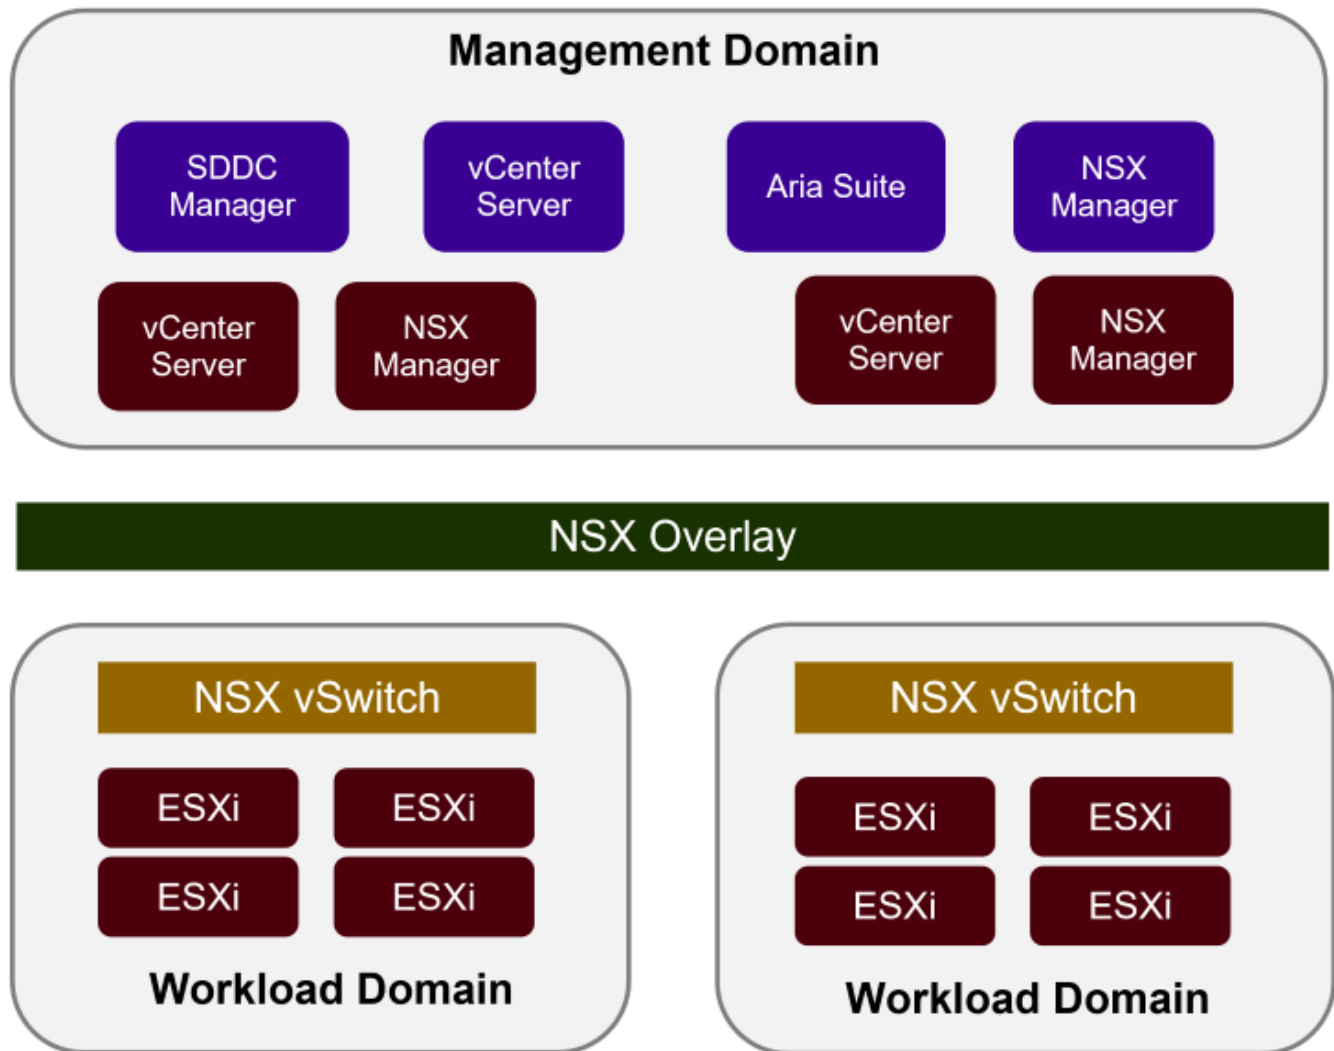 Management Domain
SDDC
Manager
vCenter
Server
Aria Suite
NSX
Manager
vCenter
Server
NSX
Manager
vCenter
Server
NSX
Manager
NSX Overlay
NSX vSwitch
ESXi
ESXi
ESXi
ESXi
Workload Domain
NSX vSwitch
ESXi
ESXi
ESXi
ESXi
Workload Domain